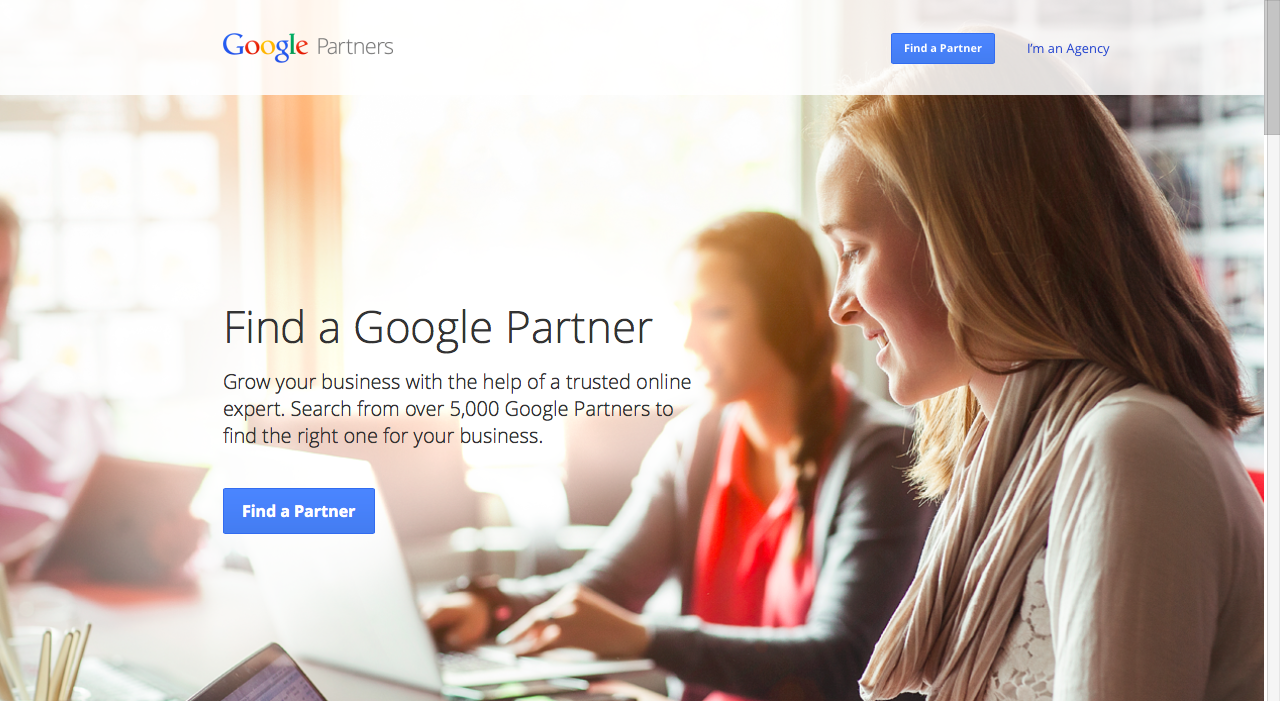 Google Partners
Find a Partner
I'm an Agency
Find a Google Partner
Grow your business with the help of a trusted online
expert. Search from over 5,000 Google Partners to
find the right one for your business.
Find a Partner